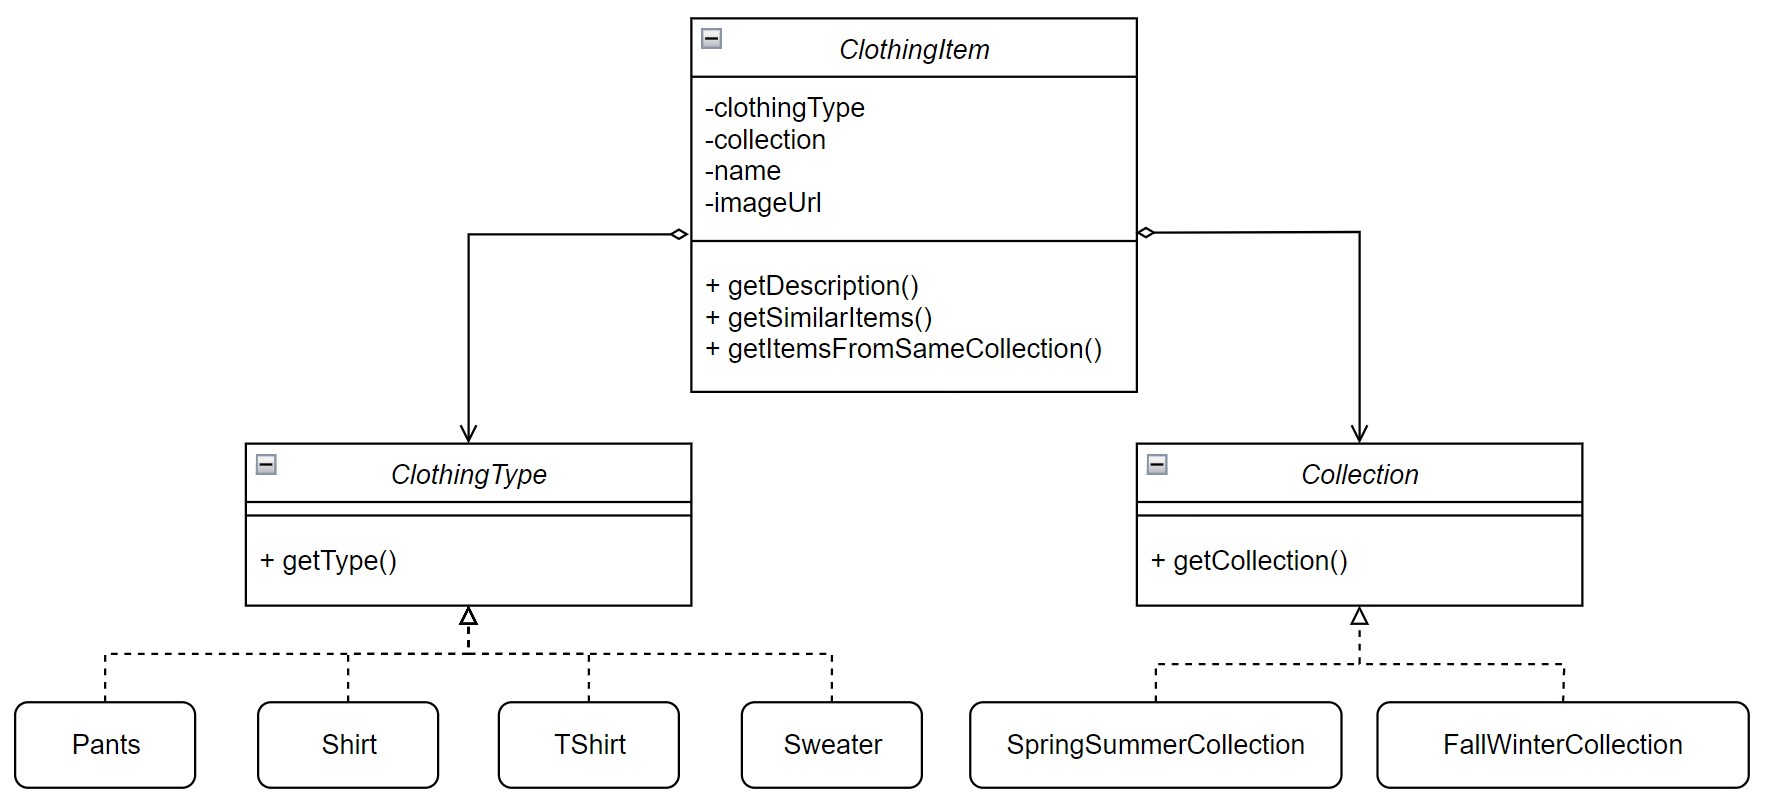 ClothingItem
-clothingType
-collection
-name
-imageUrl
+ getDescription()
+ getSimilarItems()
+ getItemsFromSameCollection()
ClothingType
+ getType()
Collection
+ getCollection()
Pants
Shirt
TShirt
Sweater
SpringSummerCollection
FallWinterCollection